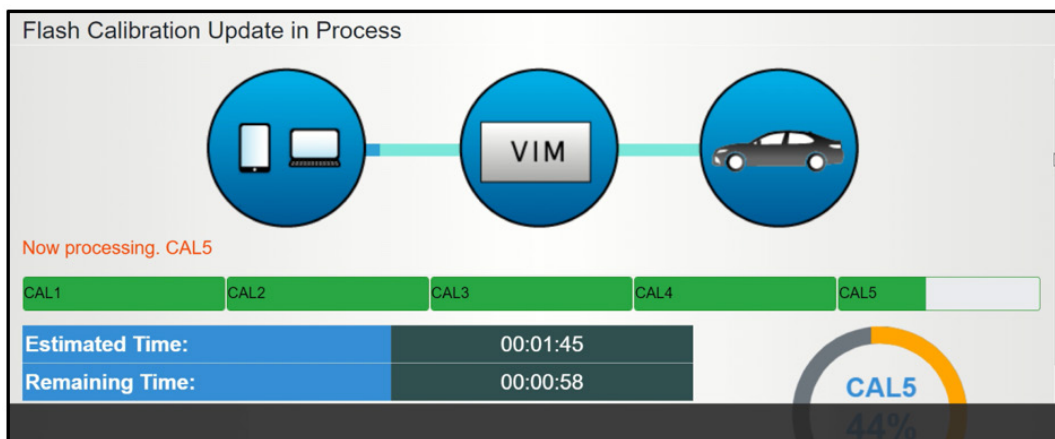 Flash Calibration Update in Process
VIM
Now processing. CAL5
CAL1 CAL2 CAL3 CAL4 CAL5
Estimated Time: 00:01:45
Remaining Time: 00:00:58
CAL5
44%